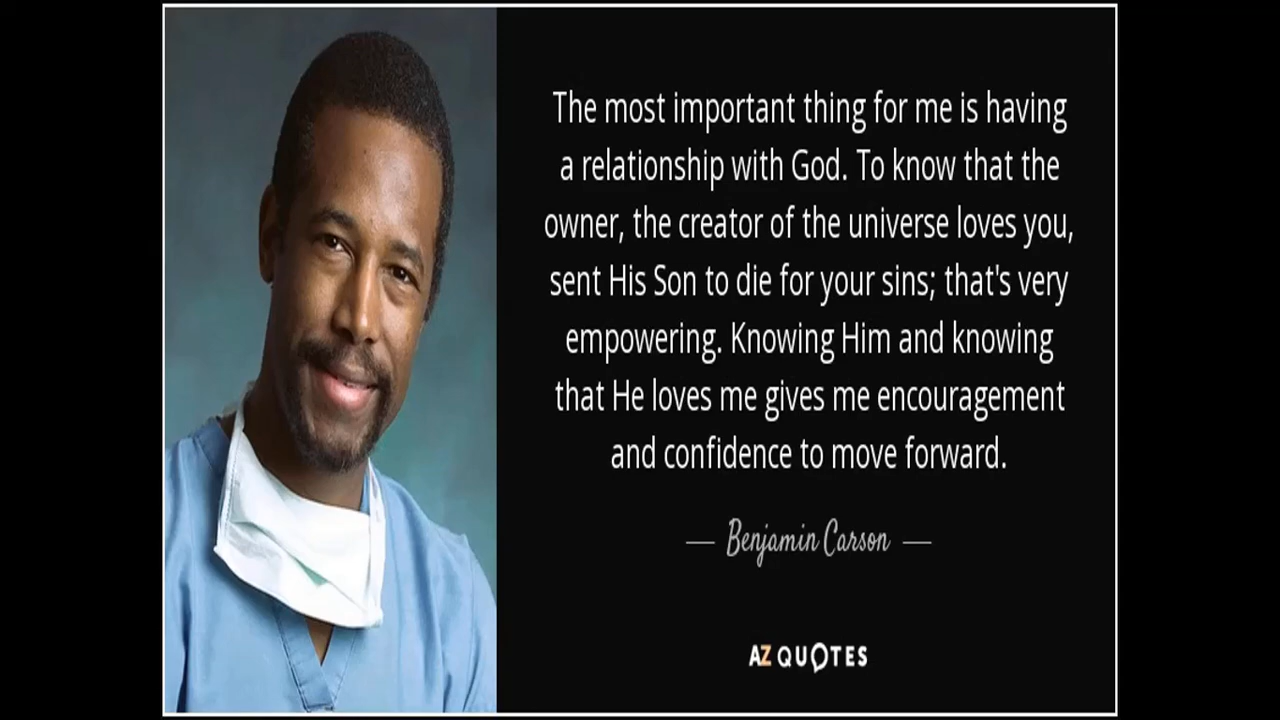 The most important thing for me is having
a relationship with God. To know that the
owner, the creator of the universe loves you,
sent His Son to die for your sins; that's very
empowering. Knowing Him and knowing
that He loves me gives me encouragement
and confidence to move forward.
— Benjamin Carson —
AZ QUOTES